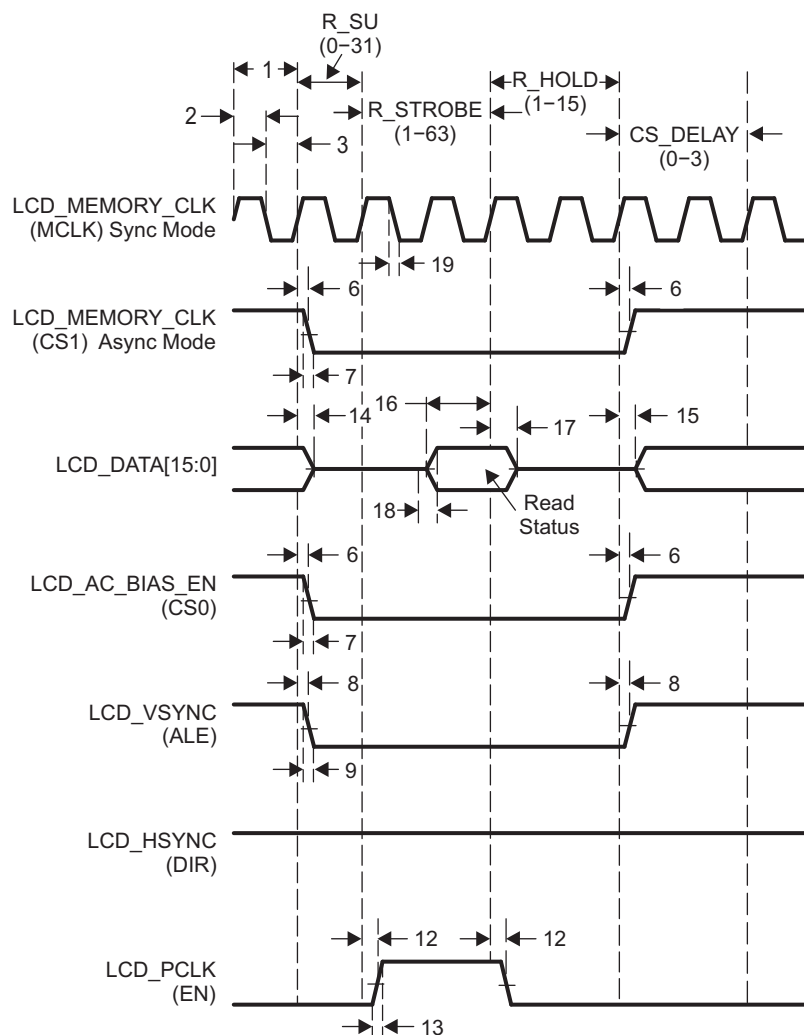 R_SU
(0−31)
1
R_HOLD
(1−15)
2
R_STROBE
(1−63)
3
CS_DELAY
(0−3)
LCD_MEMORY_CLK
(MCLK) Sync Mode
19
6
6
LCD_MEMORY_CLK
(CS1) Async Mode
7
16
14
17
15
LCD_DATA[15:0]
18
Read
Status
6
6
LCD_AC_BIAS_EN
(CS0)
7
8
8
LCD_VSYNC
(ALE)
9
LCD_HSYNC
(DIR)
12
12
LCD_PCLK
(EN)
13